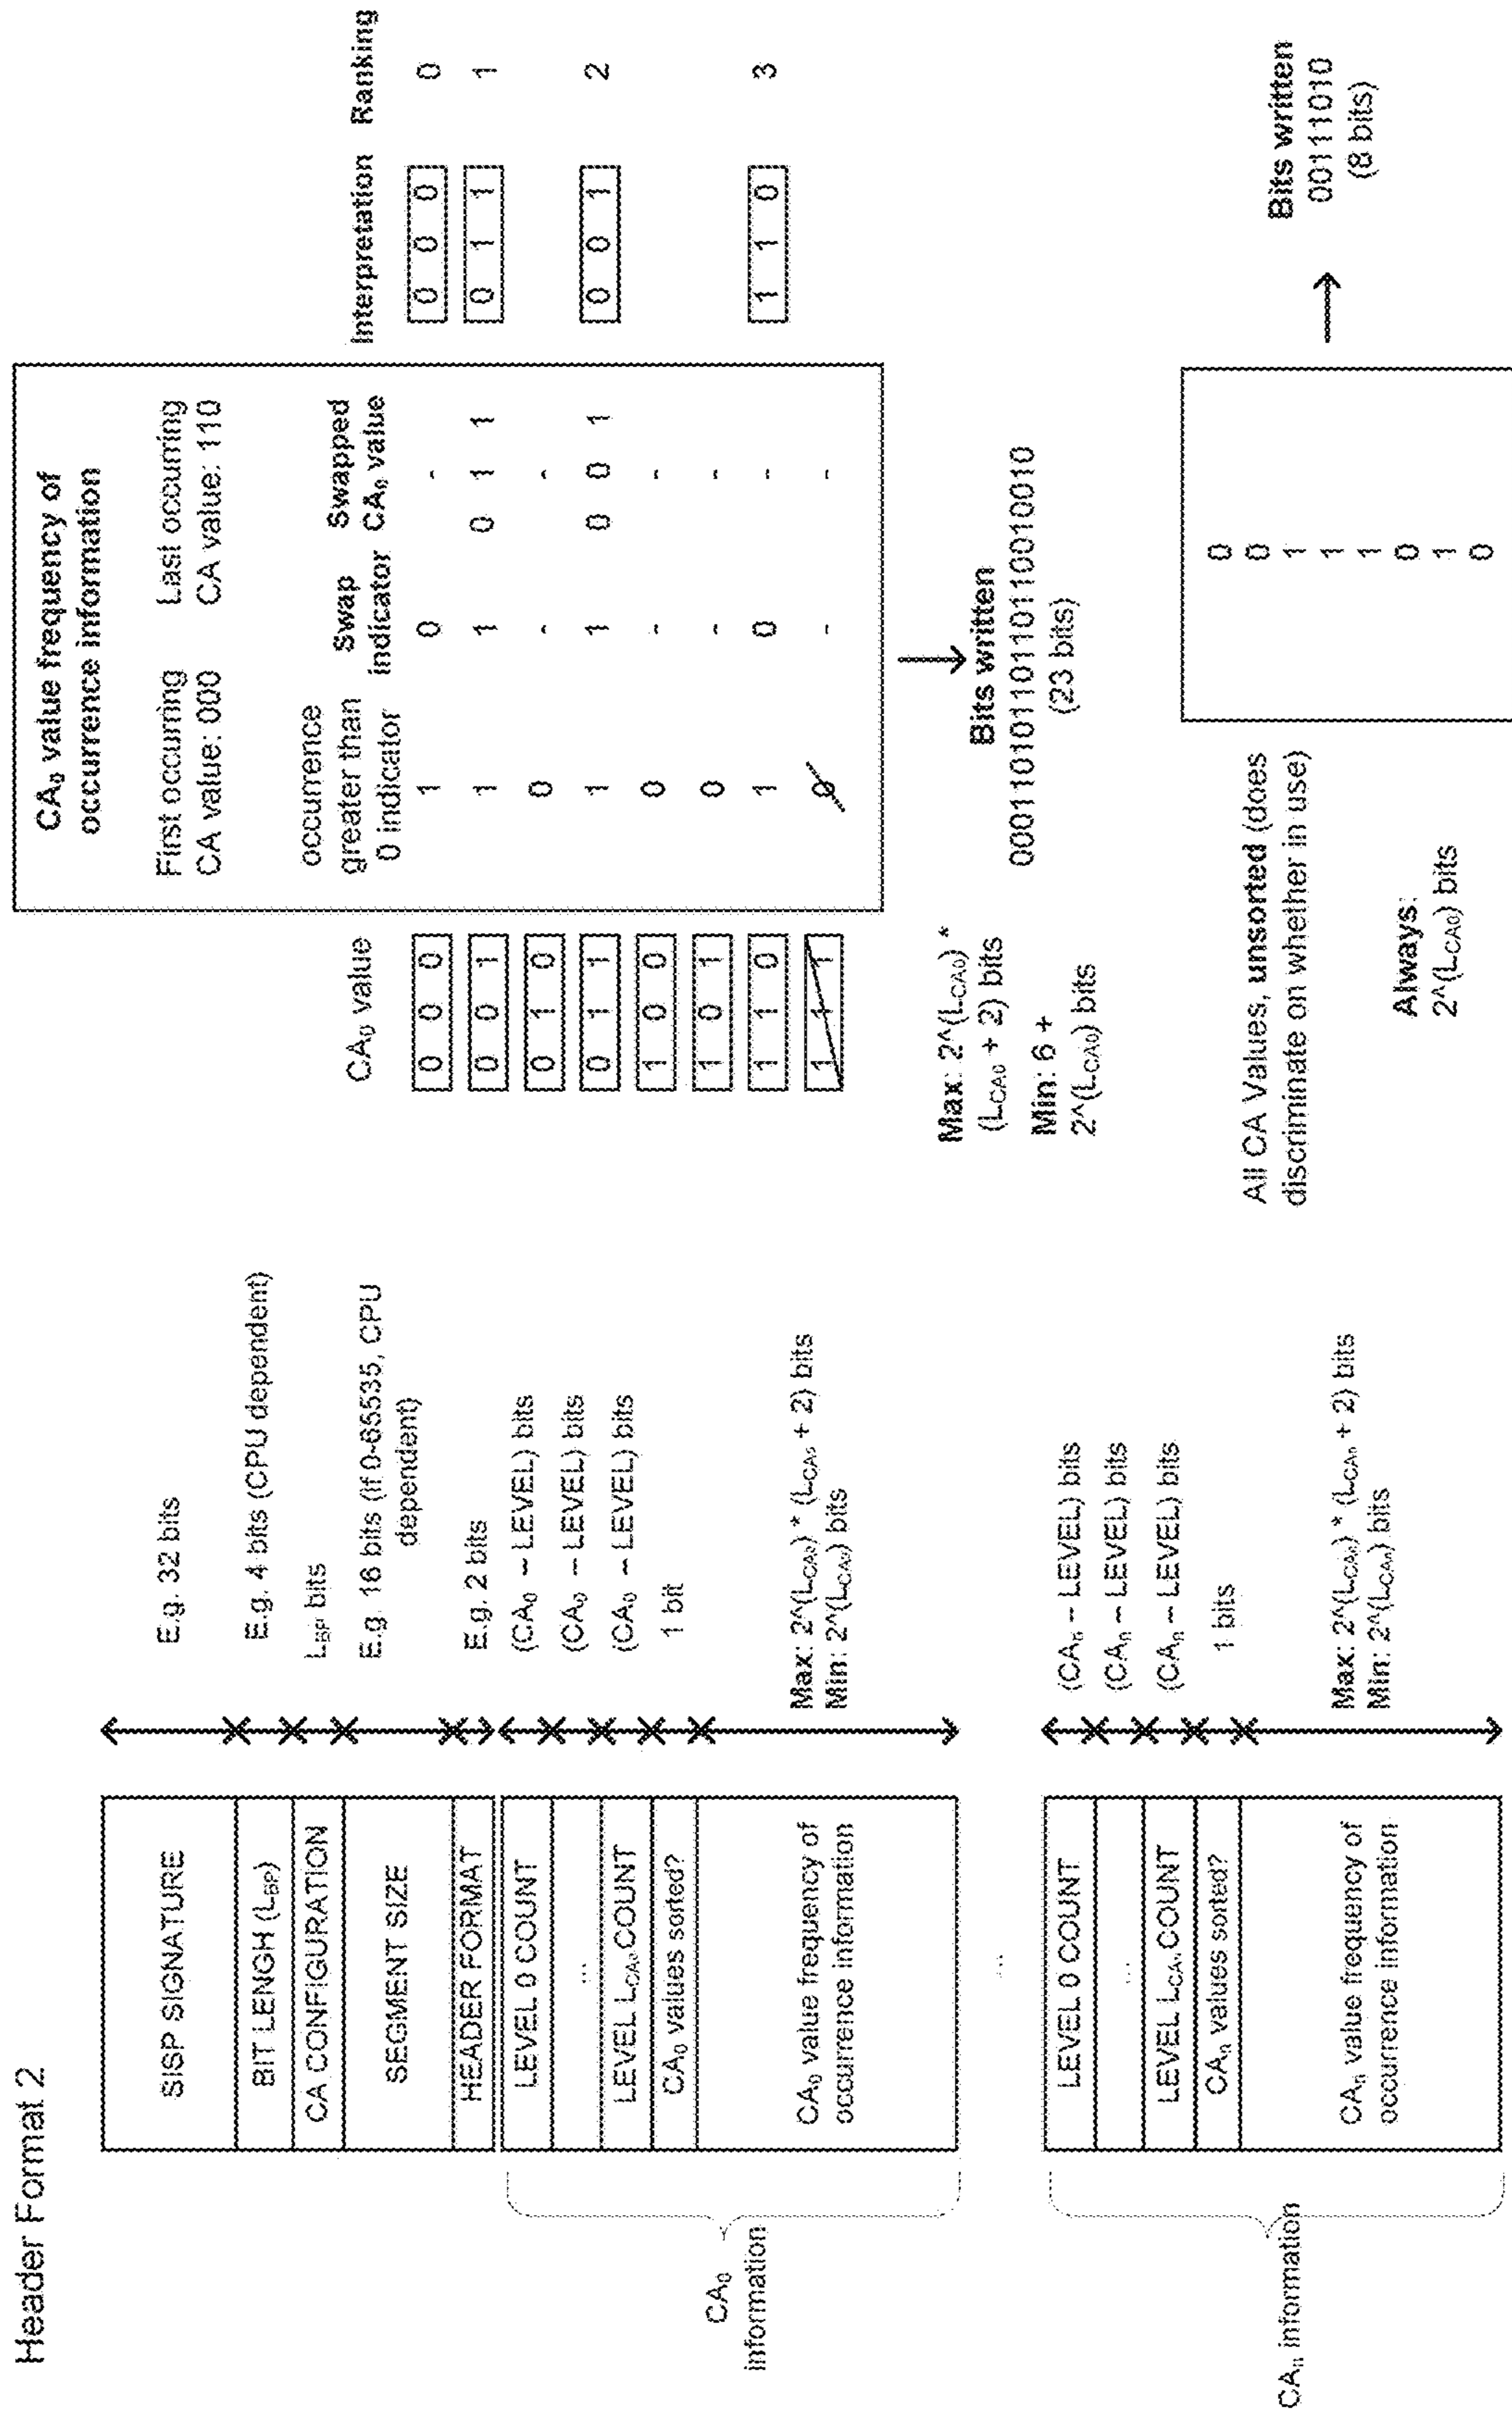 Header Format 2
SISP SIGNATURE
E.g. 32 bits
BIT LENGH (LBP)
E.g. 4 bits (CPU dependent)
CA CONFIGURATION
LBP bits
SEGMENT SIZE
E.g. 16 bits (if 0-65535, CPU
dependent)
HEADER FORMAT
E.g. 2 bits
LEVEL 0 COUNT
(CA₀ – LEVEL) bits
...
(CA₀ – LEVEL) bits
LEVEL LCA₀ COUNT
(CA₀ – LEVEL) bits
CA₀ values sorted?
1 bit
CA₀ value frequency of
occurrence information
Max: 2^(LCA₀) * (LCA₀ + 2) bits
Min: 2^(LCA₀) bits
CA₀
information
...
LEVEL 0 COUNT
(CAₙ – LEVEL) bits
...
(CAₙ – LEVEL) bits
LEVEL LCAₙ COUNT
(CAₙ – LEVEL) bits
CAₙ values sorted?
1 bits
CAₙ value frequency of
occurrence information
Max: 2^(LCAₙ) * (LCAₙ + 2) bits
Min: 2^(LCAₙ) bits
CAₙ information
CA₀ value frequency of
occurrence information
First occurring
CA value: 000
Last occurring
CA value: 110
CA₀ value
occurrence
greater than
0 indicator
Swap
indicator
Swapped
CA₀ value
Interpretation
Ranking
0 0 0 1 0 - 0 0 0 0
0 0 1 1 1 0 1 1 0 1 1 1
0 1 0 0 - -
0 1 1 1 1 0 0 1 0 0 1 2
1 0 0 0 - -
1 0 1 0 - -
1 1 0 1 0 - 1 1 0 3
1 1 1 0 - -
Max: 2^(LCA₀) *
(LCA₀ + 2) bits
Min: 6 +
2^(LCA₀) bits
Bits written
00011010110110110010010
(23 bits)
All CA Values, unsorted (does
discriminate on whether in use)
Always:
2^(LCA₀) bits
0
0
1
1
1
0
1
0
Bits written
00111010
(8 bits)